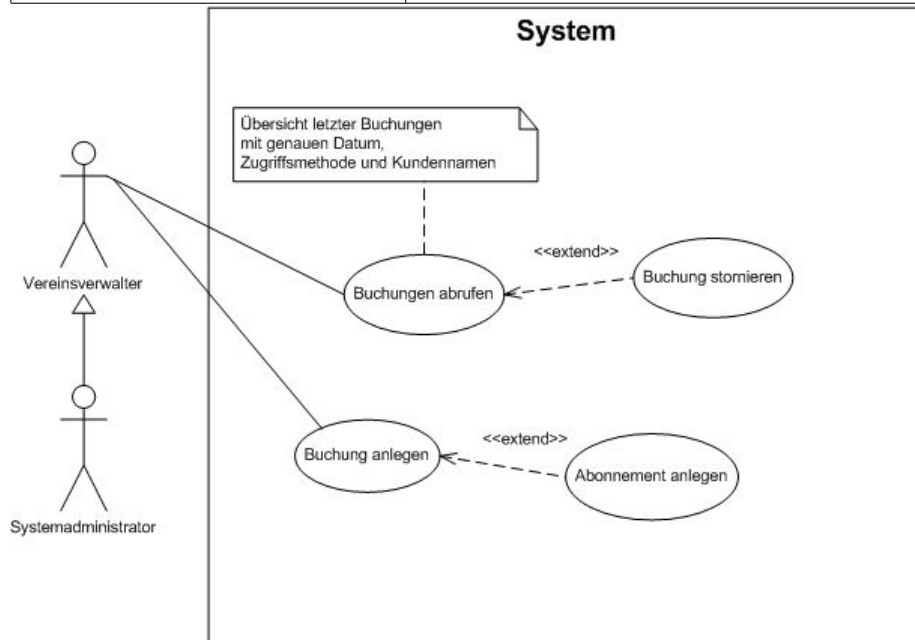 System
Übersicht letzter Buchungen
mit genauen Datum,
Zugriffsmethode und Kundennamen
Vereinsverwalter
<<extend>>
Buchungen abrufen
Buchung stornieren
<<extend>>
Buchung anlegen
Abonnement anlegen
Systemadministrator